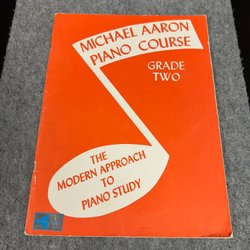 MICHAEL AARON
PIANO COURSE
GRADE
TWO
THE
MODERN APPROACH
TO
PIANO STUDY